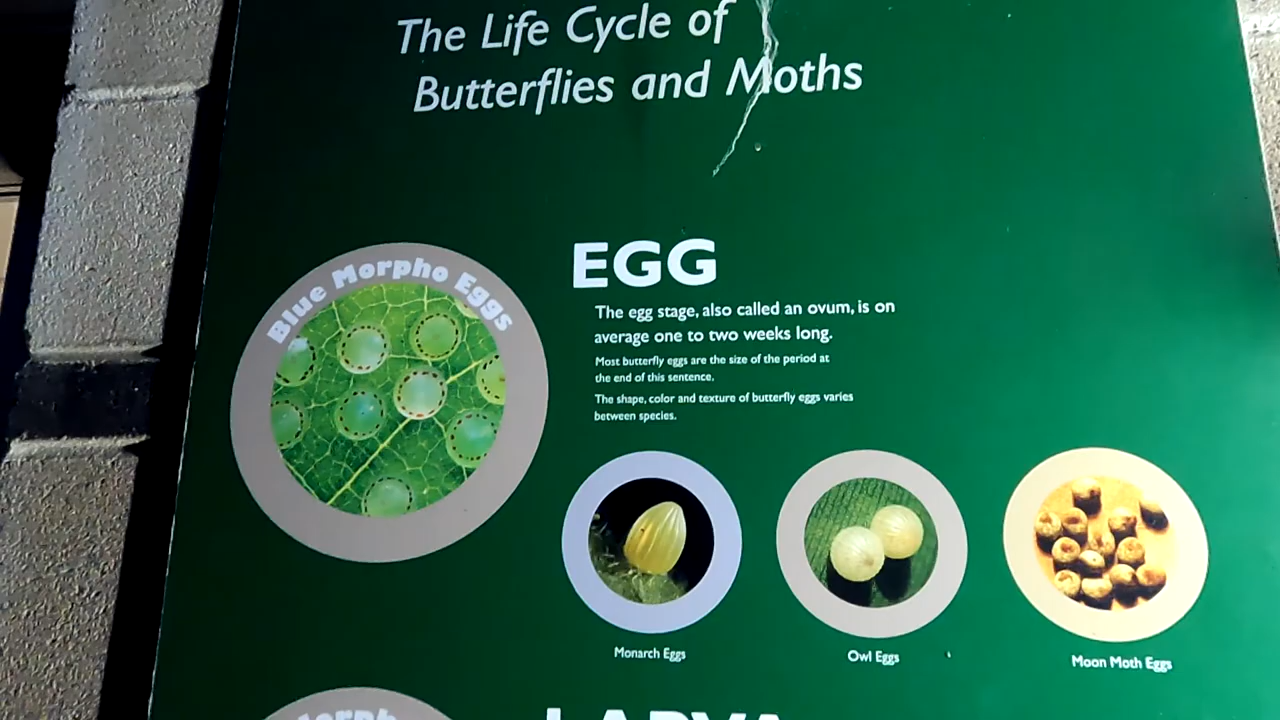 The Life Cycle of
Butterflies and Moths
Blue Morpho Eggs
EGG
The egg stage, also called an ovum, is on
average one to two weeks long.
Most butterfly eggs are the size of the period at
the end of this sentence.
The shape, color and texture of butterfly eggs varies
between species.
Monarch Eggs
Owl Eggs
Moon Moth Eggs
LARVA